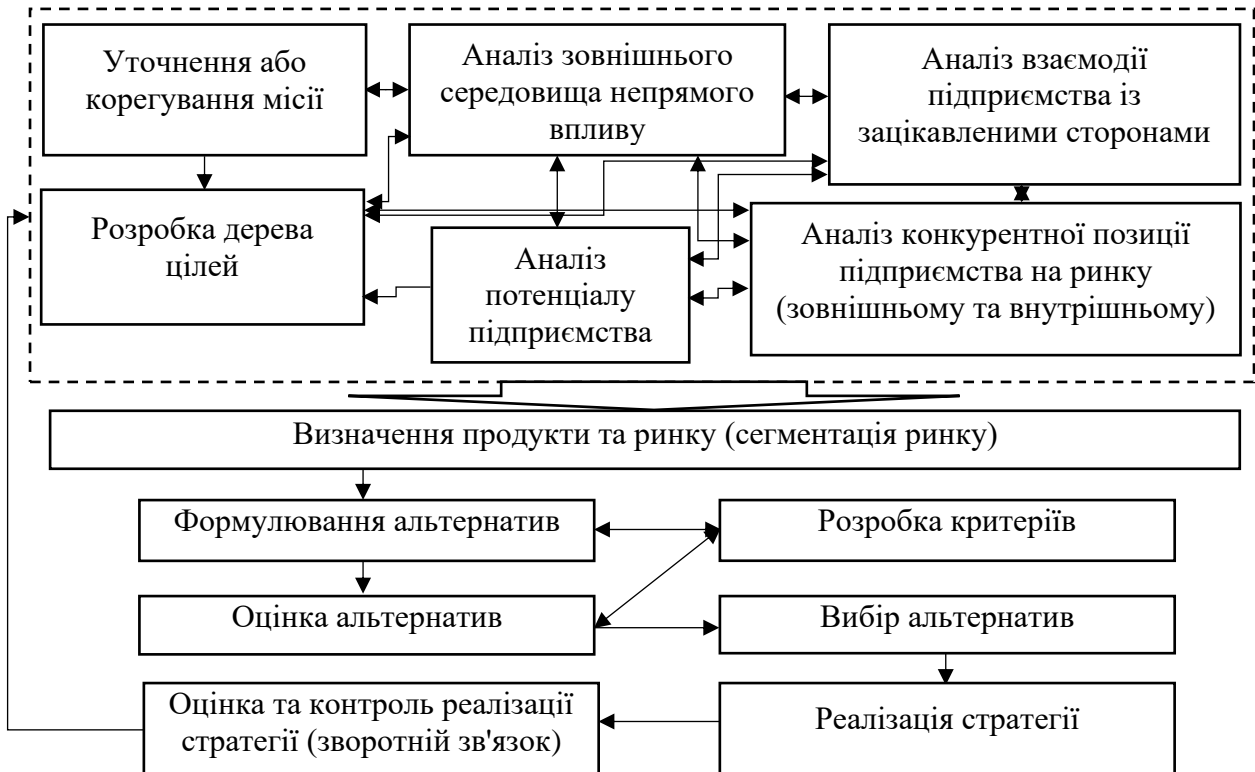 Уточнення або
корегування місії
Аналіз зовнішнього
середовища непрямого
впливу
Аналіз взаємодії
підприємства із
зацікавленими сторонами
Розробка дерева
цілей
Аналіз
потенціалу
підприємства
Аналіз конкурентної позиції
підприємства на ринку
(зовнішньому та внутрішньому)
Визначення продукти та ринку (сегментація ринку)
Формулювання альтернатив
Розробка критеріїв
Оцінка альтернатив
Вибір альтернатив
Оцінка та контроль реалізації
стратегії (зворотній зв'язок)
Реалізація стратегії